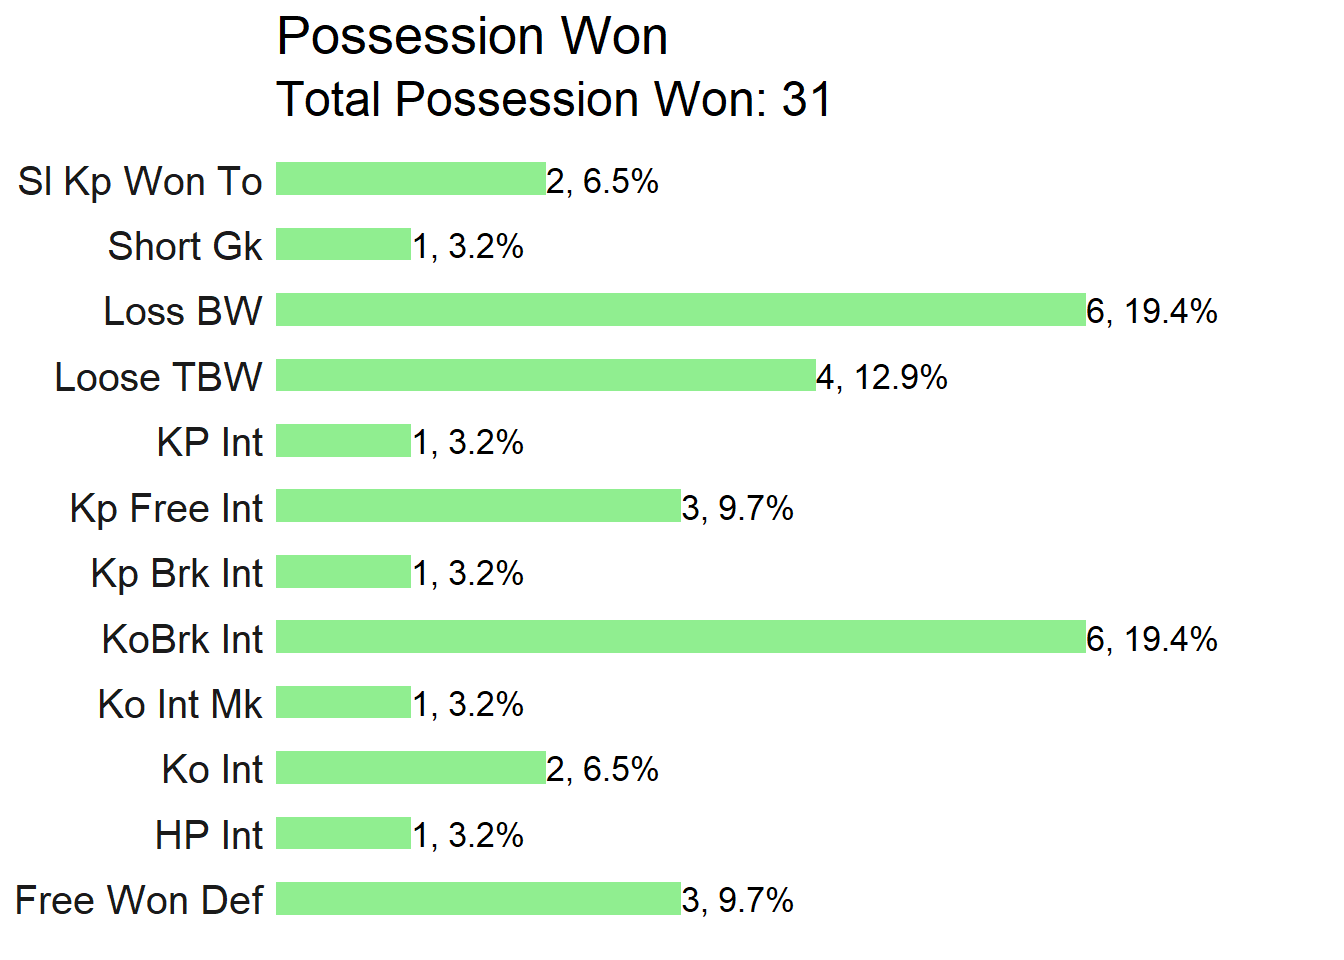 Possession Won
Total Possession Won: 31
Sl Kp Won To 2, 6.5%
Short Gk 1, 3.2%
Loss BW 6, 19.4%
Loose TBW 4, 12.9%
KP Int 1, 3.2%
Kp Free Int 3, 9.7%
Kp Brk Int 1, 3.2%
KoBrk Int 6, 19.4%
Ko Int Mk 1, 3.2%
Ko Int 2, 6.5%
HP Int 1, 3.2%
Free Won Def 3, 9.7%